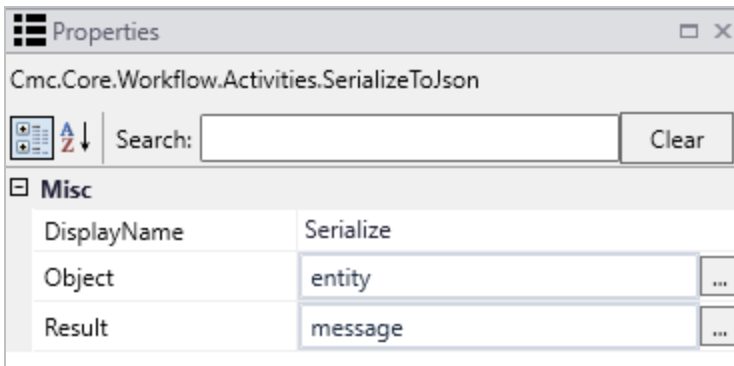 Properties
Cmc.Core.Workflow.Activities.SerializeToJson
Search: Clear
Misc
DisplayName Serialize
Object entity ...
Result message ...